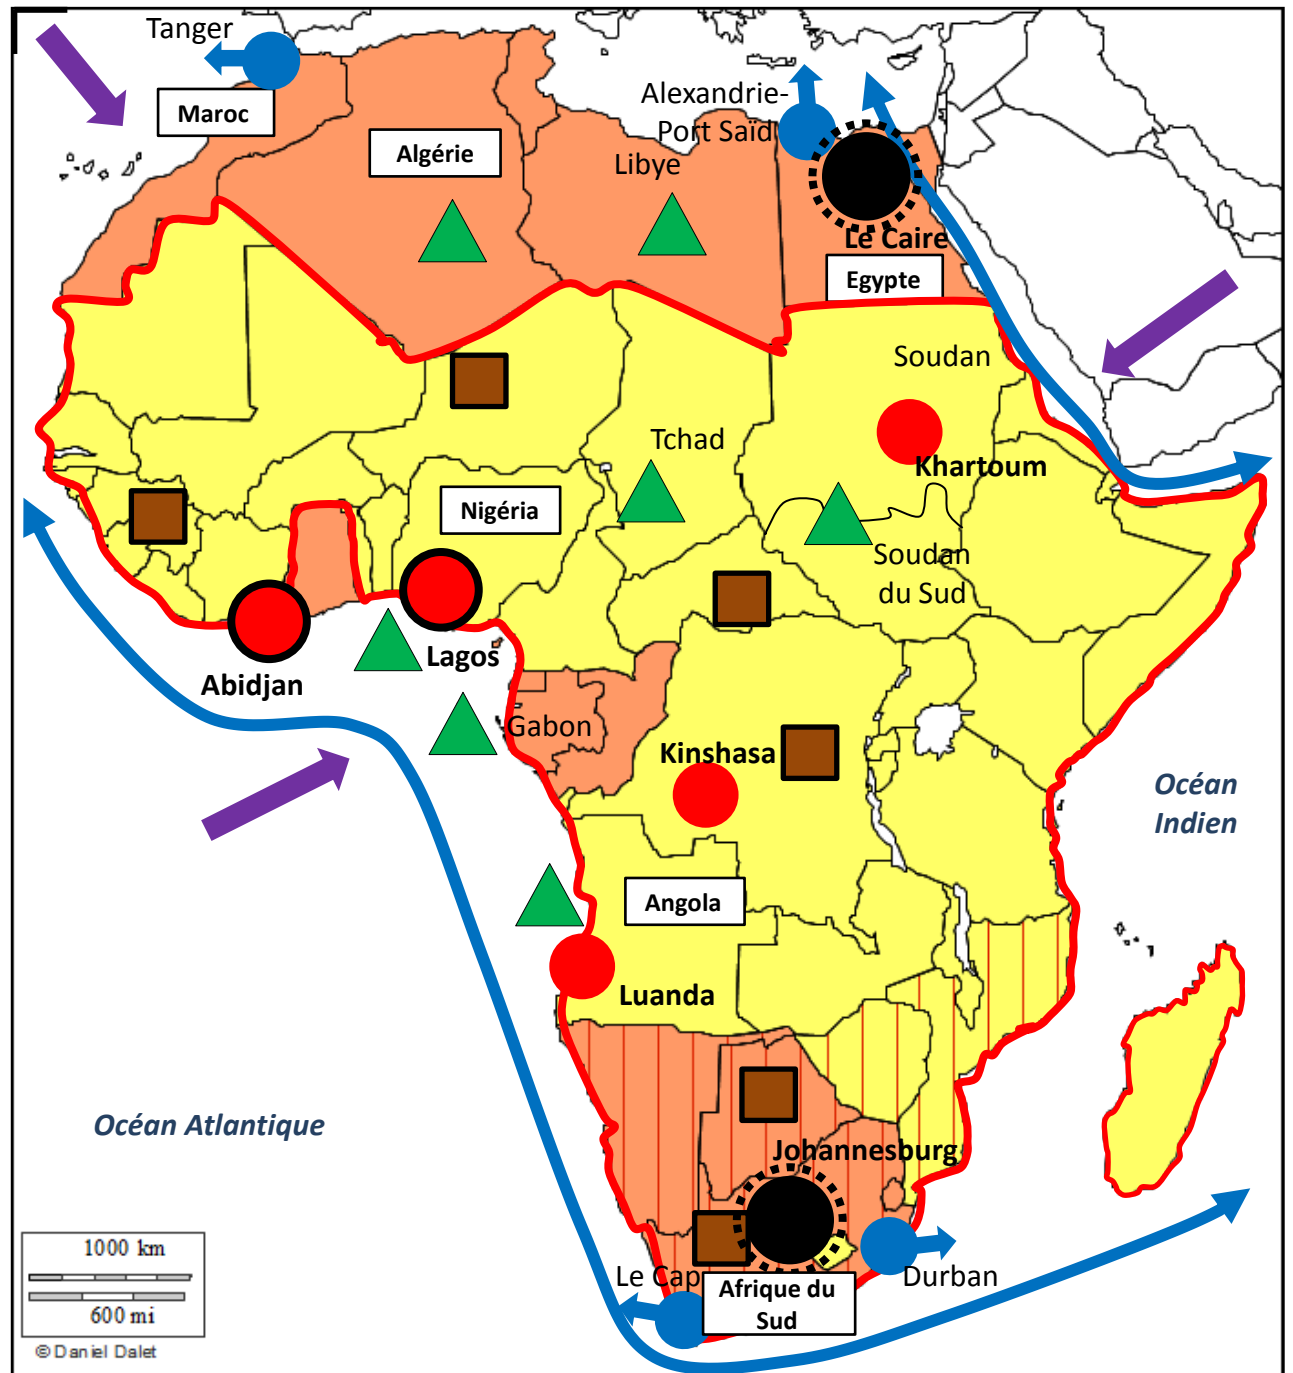 Tanger
Maroc
Alexandrie-
Port Saïd
Algérie
Libye
Le Caire
Egypte
Soudan
Khartoum
Tchad
Nigéria
Soudan
du Sud
Lagos
Abidjan
Gabon
Kinshasa
Océan
Indien
Angola
Luanda
Océan Atlantique
Johannesburg
Le Cap
Durban
Afrique du
Sud
1000 km
600 mi
© Daniel Dalet